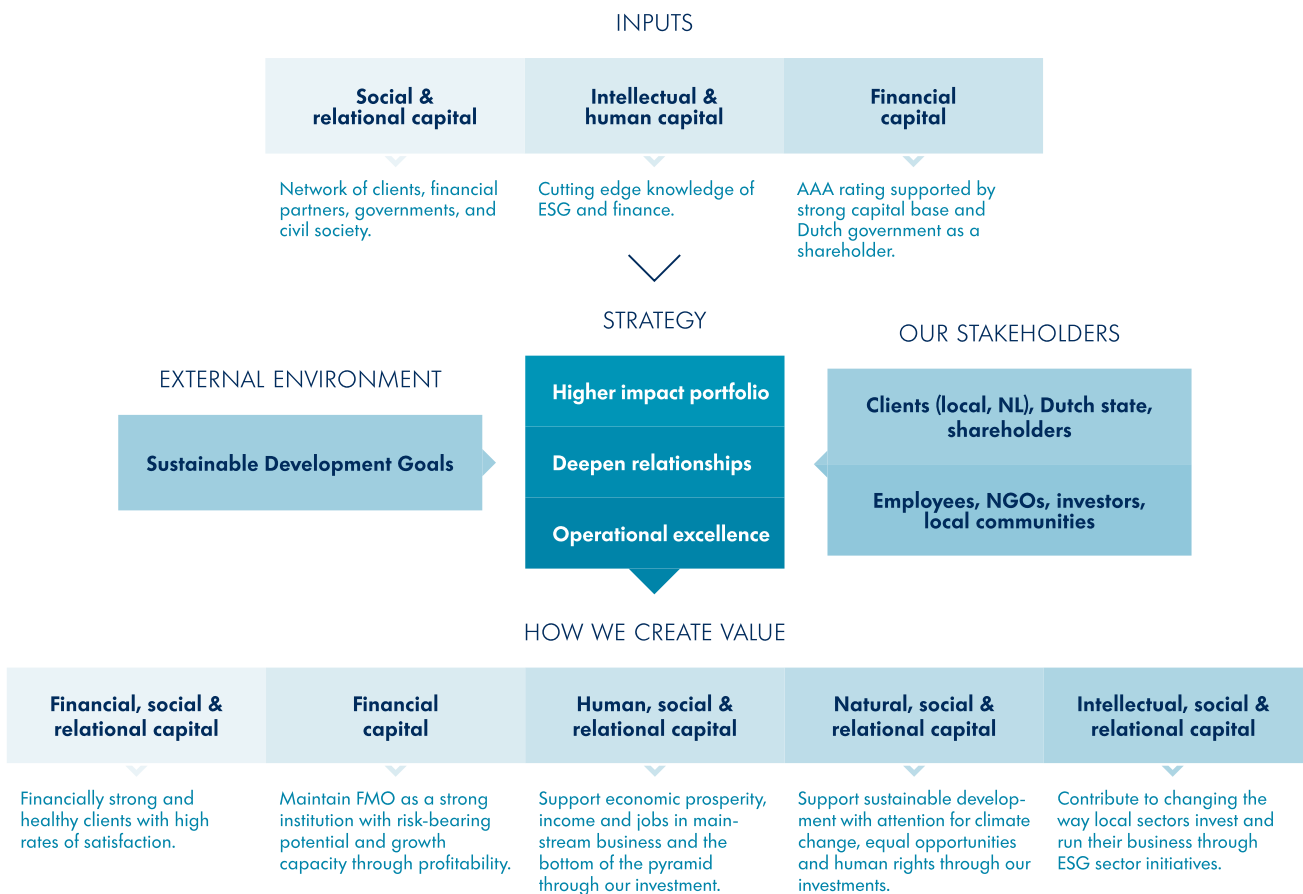 INPUTS
Social &
relational capital
Intellectual &
human capital
Financial
capital
Network of clients, financial
partners, governments, and
civil society.
Cutting edge knowledge of
ESG and finance.
AAA rating supported by
strong capital base and
Dutch government as a
shareholder.
STRATEGY
Higher impact portfolio
Deepen relationships
Operational excellence
EXTERNAL ENVIRONMENT
Sustainable Development Goals
OUR STAKEHOLDERS
Clients (local, NL), Dutch state,
shareholders
Employees, NGOs, investors,
local communities
HOW WE CREATE VALUE
Financial, social &
relational capital
Financial
capital
Human, social &
relational capital
Natural, social &
relational capital
Intellectual, social &
relational capital
Financially strong and
healthy clients with high
rates of satisfaction.
Maintain FMO as a strong
institution with risk-bearing
potential and growth
capacity through profitability.
Support economic prosperity,
income and jobs in main-
stream business and the
bottom of the pyramid
through our investment.
Support sustainable develop-
ment with attention for climate
change, equal opportunities
and human rights through our
investments.
Contribute to changing the
way local sectors invest and
run their business through
ESG sector initiatives.